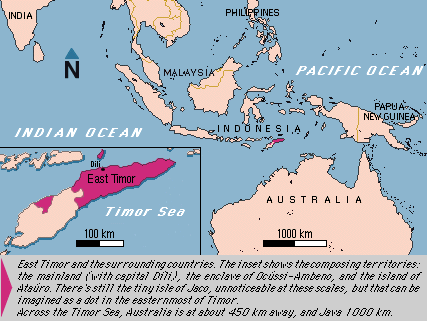 INDIA
PHILIPPINES
N
MALAYSIA
PACIFIC OCEAN
PAPUA-
NEW GUINEA
INDIAN OCEAN
INDONESIA
Dili
East Timor
Timor Sea
100 km
AUSTRALIA
1000 km
East Timor and the surrounding countries. The inset shows the composing territories:
the mainland (with capital Díli), the enclave of Ocússi-Ambeno, and the island of
Ataúro. There's still the tiny isle of Jaco, unnoticeable at these scales, but that can be
imagined as a dot in the easternmost of Timor.
Across the Timor Sea, Australia is at about 450 km away, and Java 1000 km.